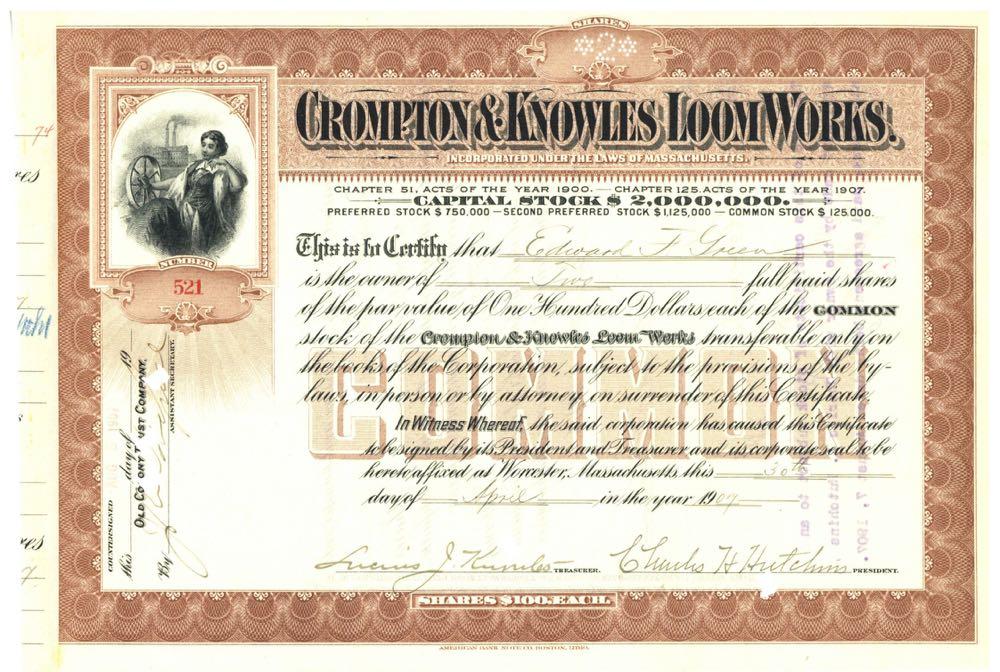 SHARES
*2*
CROMPTON & KNOWLES LOOM WORKS.
INCORPORATED UNDER THE LAWS OF MASSACHUSETTS.
CHAPTER 51, ACTS OF THE YEAR 1900. — CHAPTER 125, ACTS OF THE YEAR 1907.
CAPITAL STOCK $ 2,000,000.
PREFERRED STOCK $ 750,000 — SECOND PREFERRED STOCK $1,125,000 — COMMON STOCK $ 125,000.
NUMBER
521
This is to Certify that Edward F Green
is the owner of Two full paid shares
of the par value of One Hundred Dollars each of the COMMON
stock of the Crompton & Knowles Loom Works transferable only on
the books of the Corporation, subject to the provisions of the by-
laws, in person or by attorney, on surrender of this Certificate.
In Witness Whereof, the said corporation has caused this Certificate
to be signed by its President and Treasurer and its corporate seal to be
hereto affixed at Worcester, Massachusetts, this 30th
day of April in the year 1907
Lucius J. Knowles TREASURER. Charles H Hutchins PRESIDENT.
COMMON
COUNTERSIGNED
this day of 19
OLD COLONY TRUST COMPANY,
By
ASSISTANT SECRETARY.
SHARES $100. EACH.
AMERICAN BANK NOTE CO. BOSTON, LITHO.
74